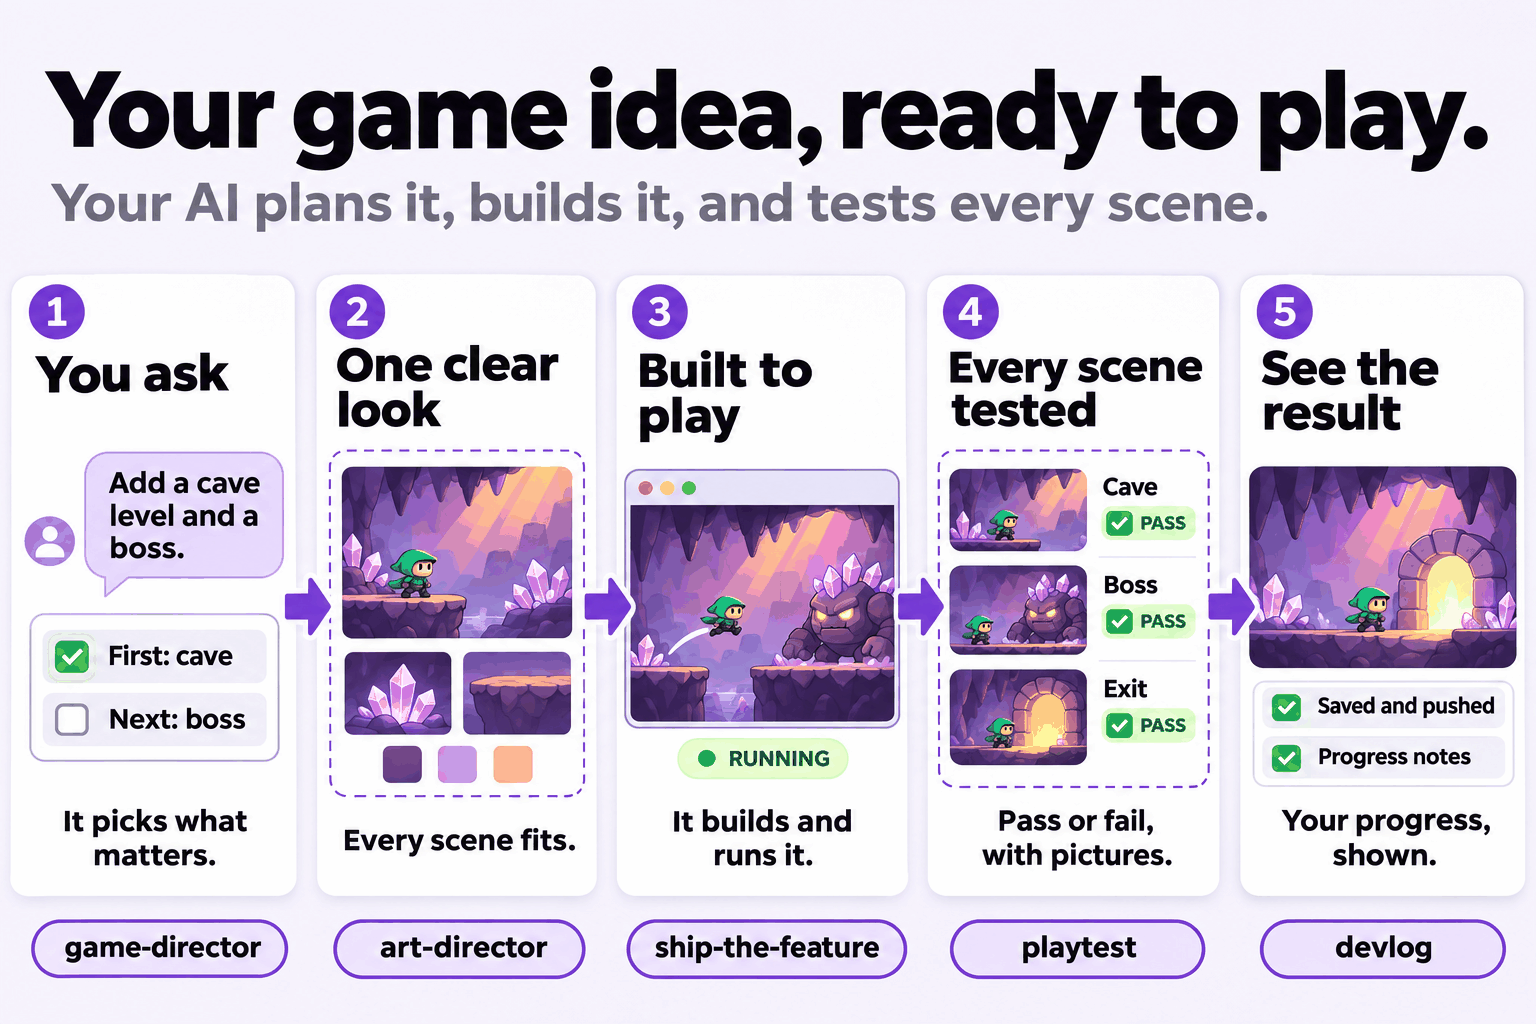 Your game idea, ready to play.
Your AI plans it, builds it, and tests every scene.
1
You ask
Add a cave
level and a
boss.
First: cave
Next: boss
It picks what
matters.
game-director
2
One clear
look
Every scene fits.
art-director
3
Built to
play
RUNNING
It builds and
runs it.
ship-the-feature
4
Every scene
tested
Cave
PASS
Boss
PASS
Exit
PASS
Pass or fail,
with pictures.
playtest
5
See the
result
Saved and pushed
Progress notes
Your progress,
shown.
devlog